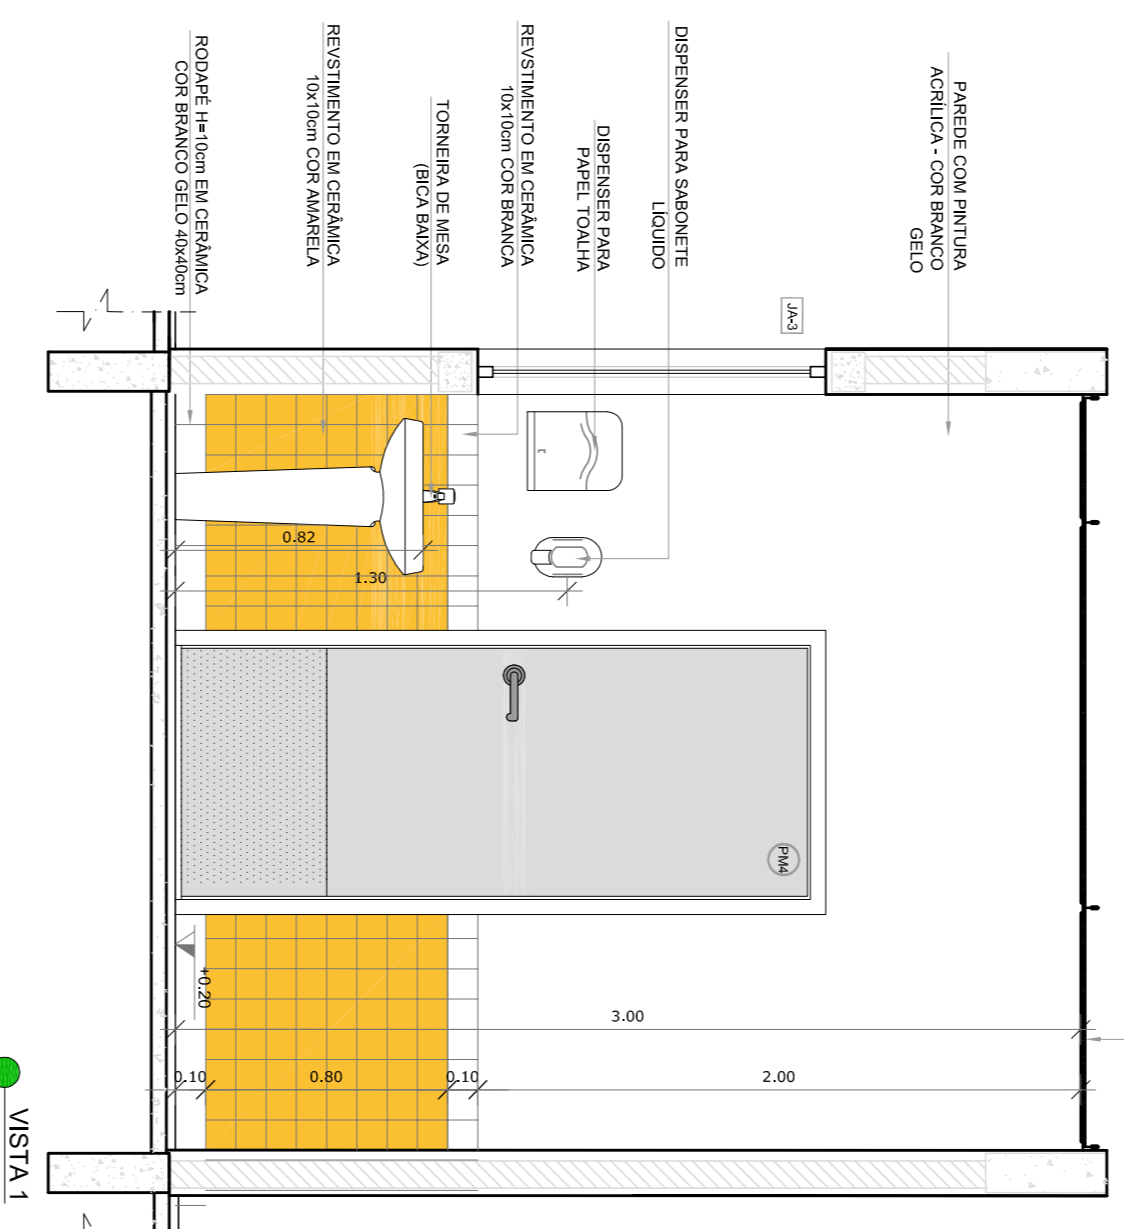 PAREDE COM PINTURA
ACRÍLICA - COR BRANCO
GELO
DISPENSER PARA SABONETE
LÍQUIDO
DISPENSER PARA
PAPEL TOALHA
REVSTIMENTO EM CERÂMICA
10x10cm COR BRANCA
TORNEIRA DE MESA
(BICA BAIXA)
REVSTIMENTO EM CERÂMICA
10x10cm COR AMARELA
RODAPÉ H=10cm EM CERÂMICA
COR BRANCO GELO 40x40cm
JA-3
0.82
1.30
PM4
+0.20
3.00
0.10
0.80
0.10
2.00
VISTA 1